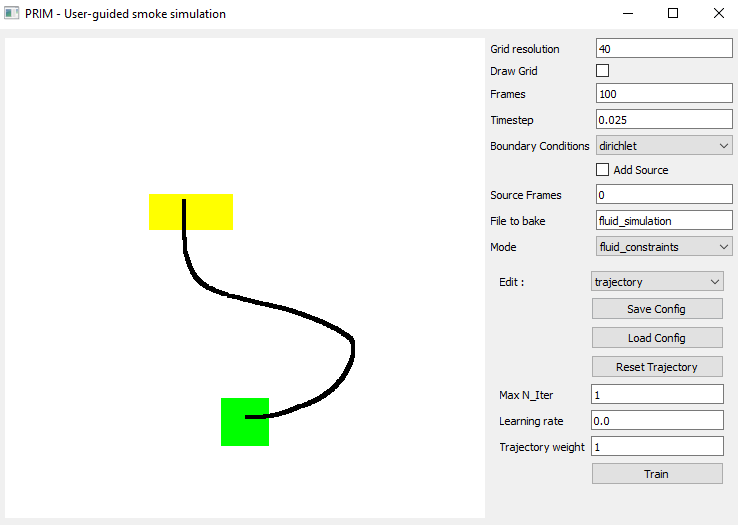 PRIM - User-guided smoke simulation
Grid resolution 40
Draw Grid
Frames 100
Timestep 0.025
Boundary Conditions dirichlet
Add Source
Source Frames 0
File to bake fluid_simulation
Mode fluid_constraints
Edit : trajectory
Save Config
Load Config
Reset Trajectory
Max N_Iter 1
Learning rate 0.0
Trajectory weight 1
Train